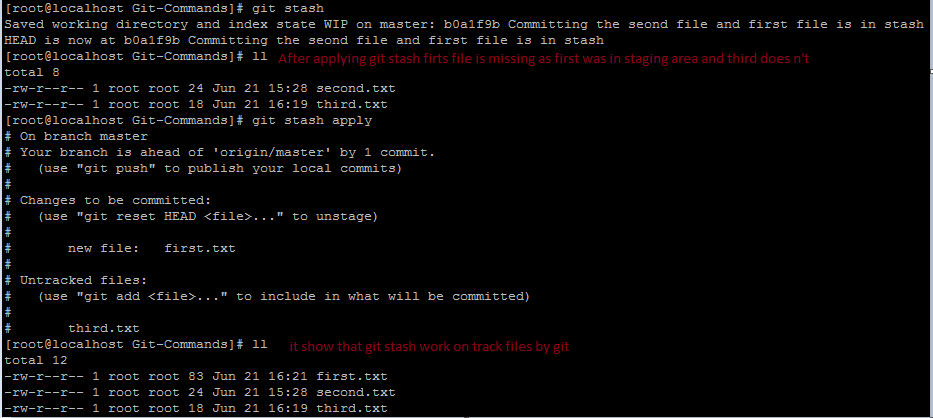 [root@localhost Git-Commands]# git stash
Saved working directory and index state WIP on master: b0a1f9b Committing the seond file and first file is in stash
HEAD is now at b0a1f9b Committing the seond file and first file is in stash
[root@localhost Git-Commands]# ll After applying git stash firts file is missing as first was in staging area and third does n't
total 8
-rw-r--r-- 1 root root 24 Jun 21 15:28 second.txt
-rw-r--r-- 1 root root 18 Jun 21 16:19 third.txt
[root@localhost Git-Commands]# git stash apply
# On branch master
# Your branch is ahead of 'origin/master' by 1 commit.
#   (use "git push" to publish your local commits)
#
# Changes to be committed:
#   (use "git reset HEAD <file>..." to unstage)
#
#       new file:   first.txt
#
# Untracked files:
#   (use "git add <file>..." to include in what will be committed)
#
#       third.txt
[root@localhost Git-Commands]# ll it show that git stash work on track files by git
total 12
-rw-r--r-- 1 root root 83 Jun 21 16:21 first.txt
-rw-r--r-- 1 root root 24 Jun 21 15:28 second.txt
-rw-r--r-- 1 root root 18 Jun 21 16:19 third.txt